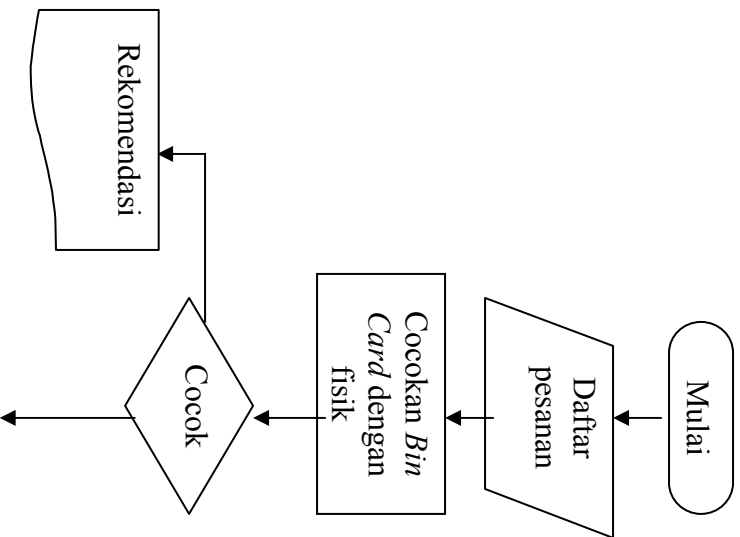 Mulai
Daftar
pesanan
Cocokan Bin
Card dengan
fisik
Cocok
Rekomendasi